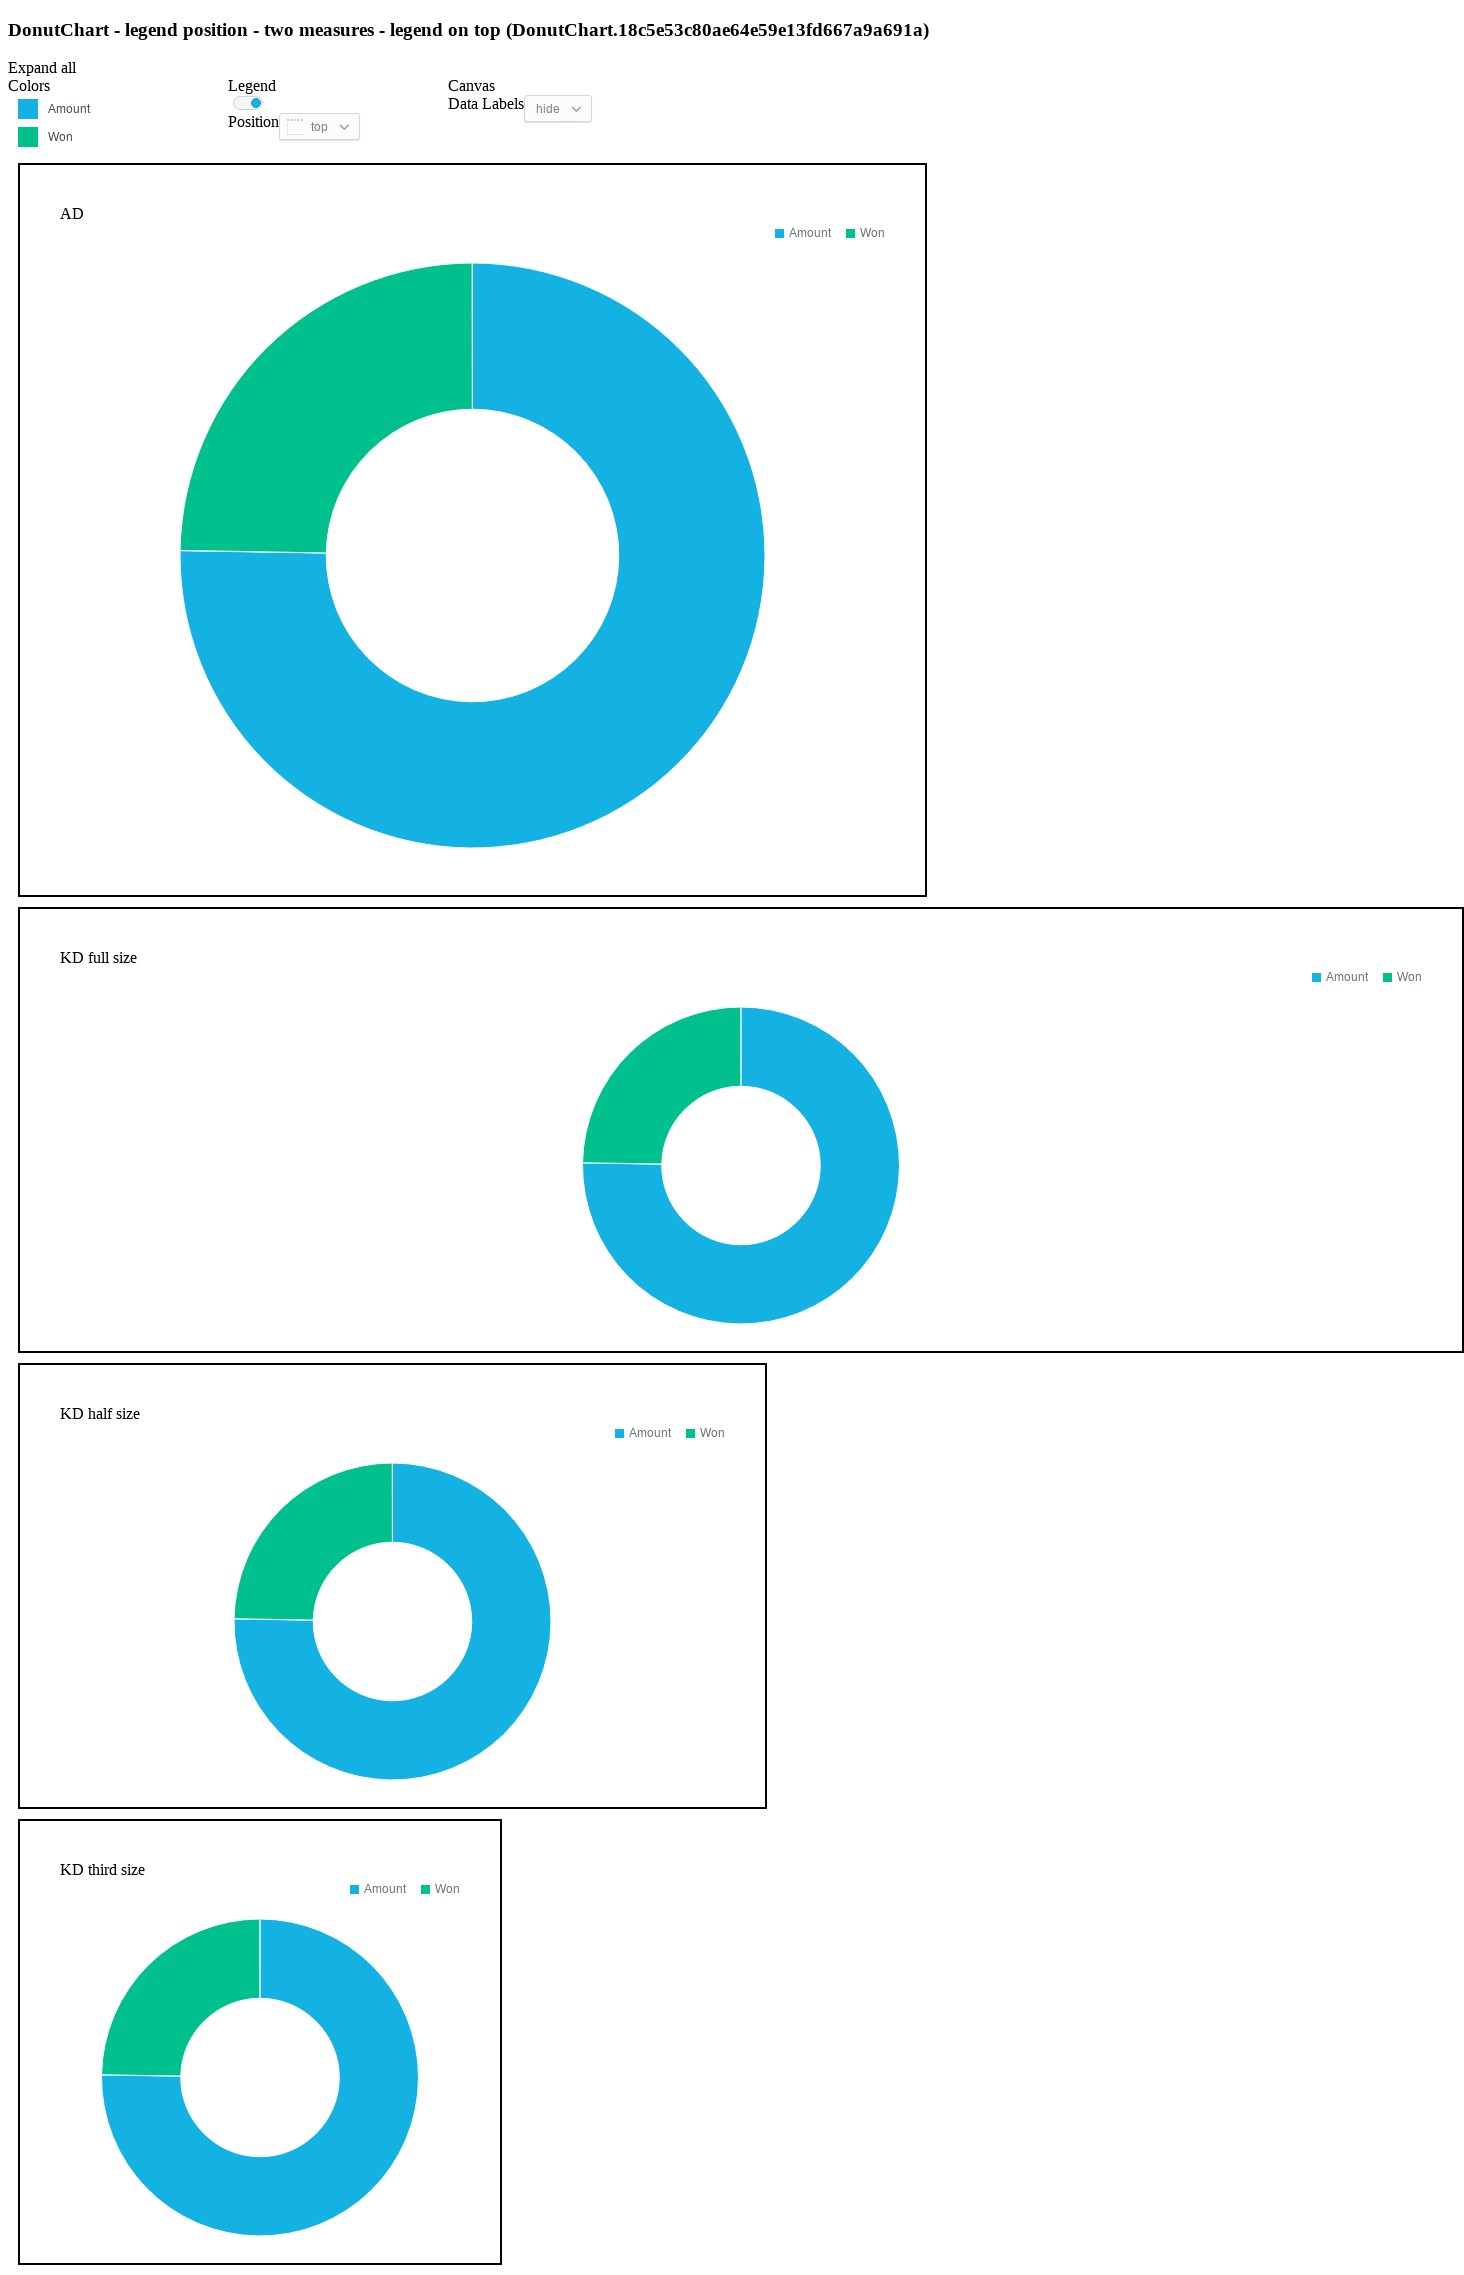 DonutChart - legend position - two measures - legend on top (DonutChart.18c5e53c80ae64e59e13fd667a9a691a)
Expand all
Colors
Amount
Won
Legend
Position top
Canvas
Data Labels hide
AD
Amount Won
KD full size
Amount Won
KD half size
Amount Won
KD third size
Amount Won